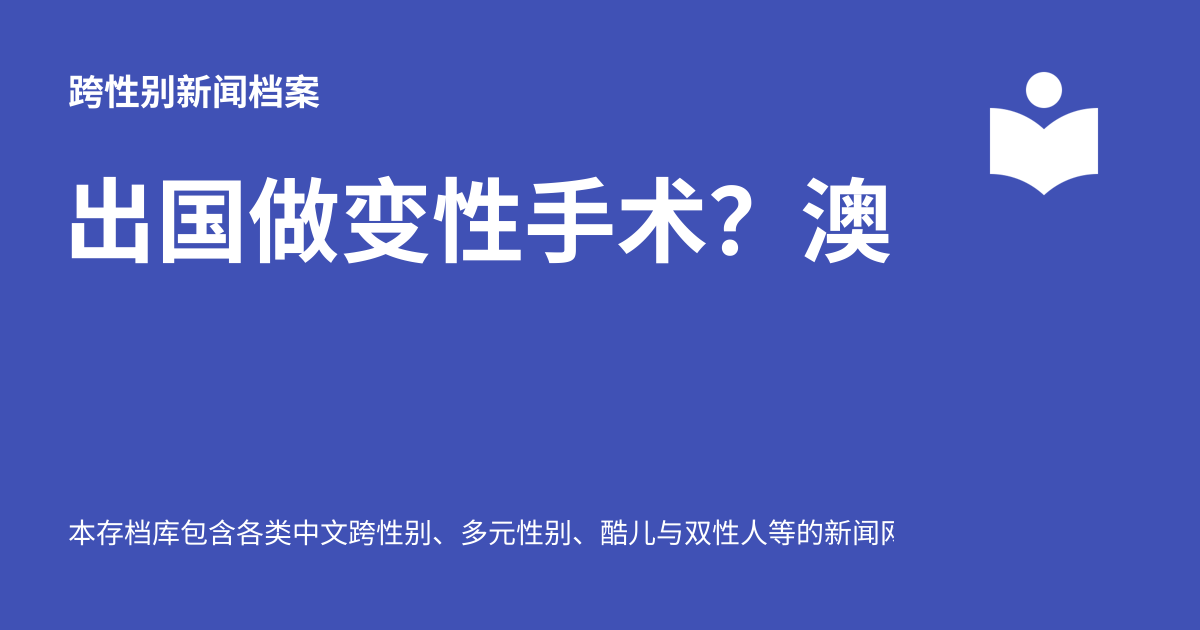 跨性别新闻档案
出国做变性手术？澳
本存档库包含各类中文跨性别、多元性别、酷儿与双性人等的新闻